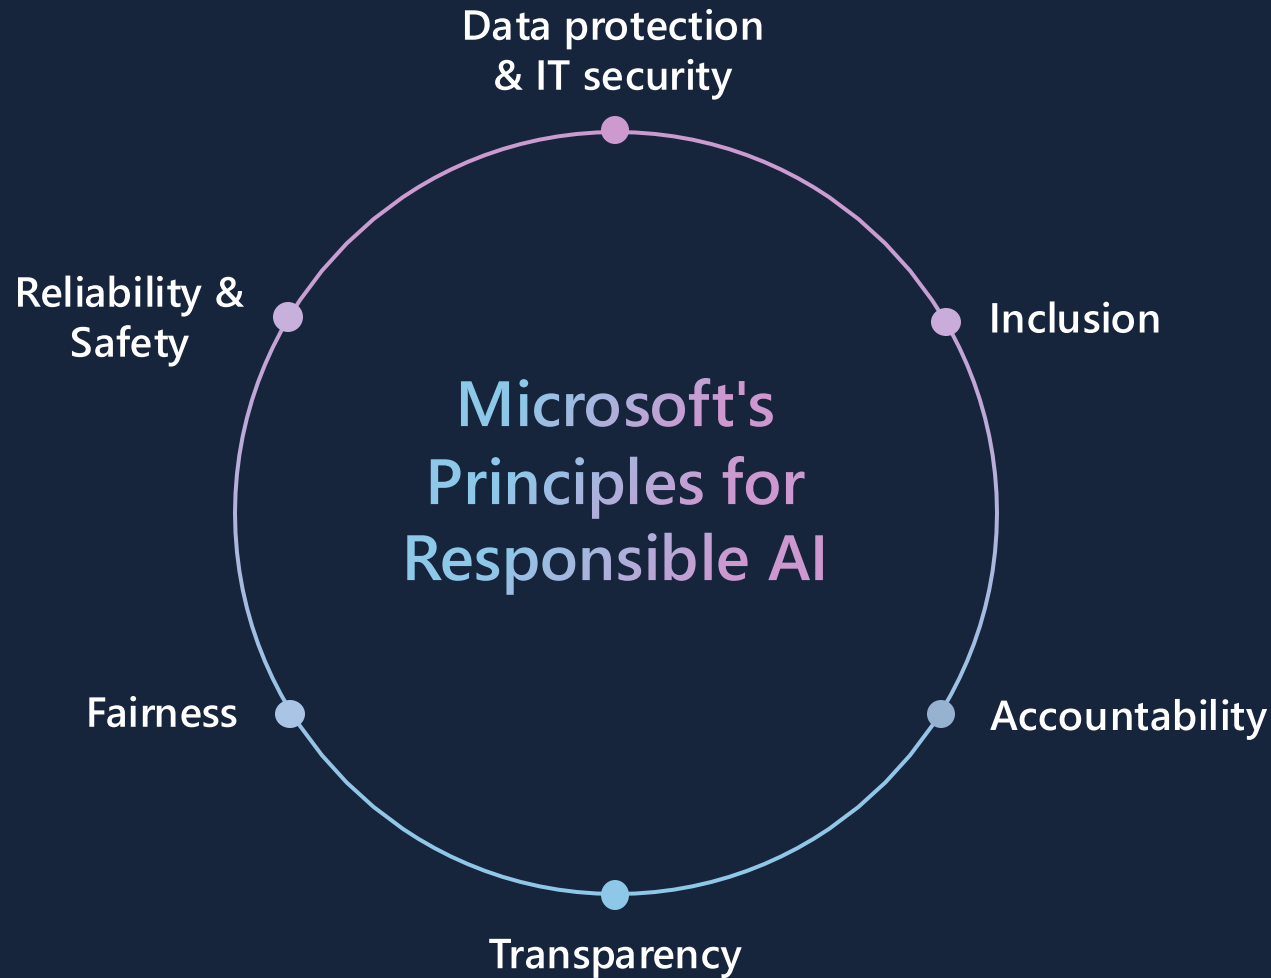 Data protection
& IT security
Reliability &
Safety
Inclusion
Microsoft's
Principles for
Responsible AI
Fairness
Accountability
Transparency